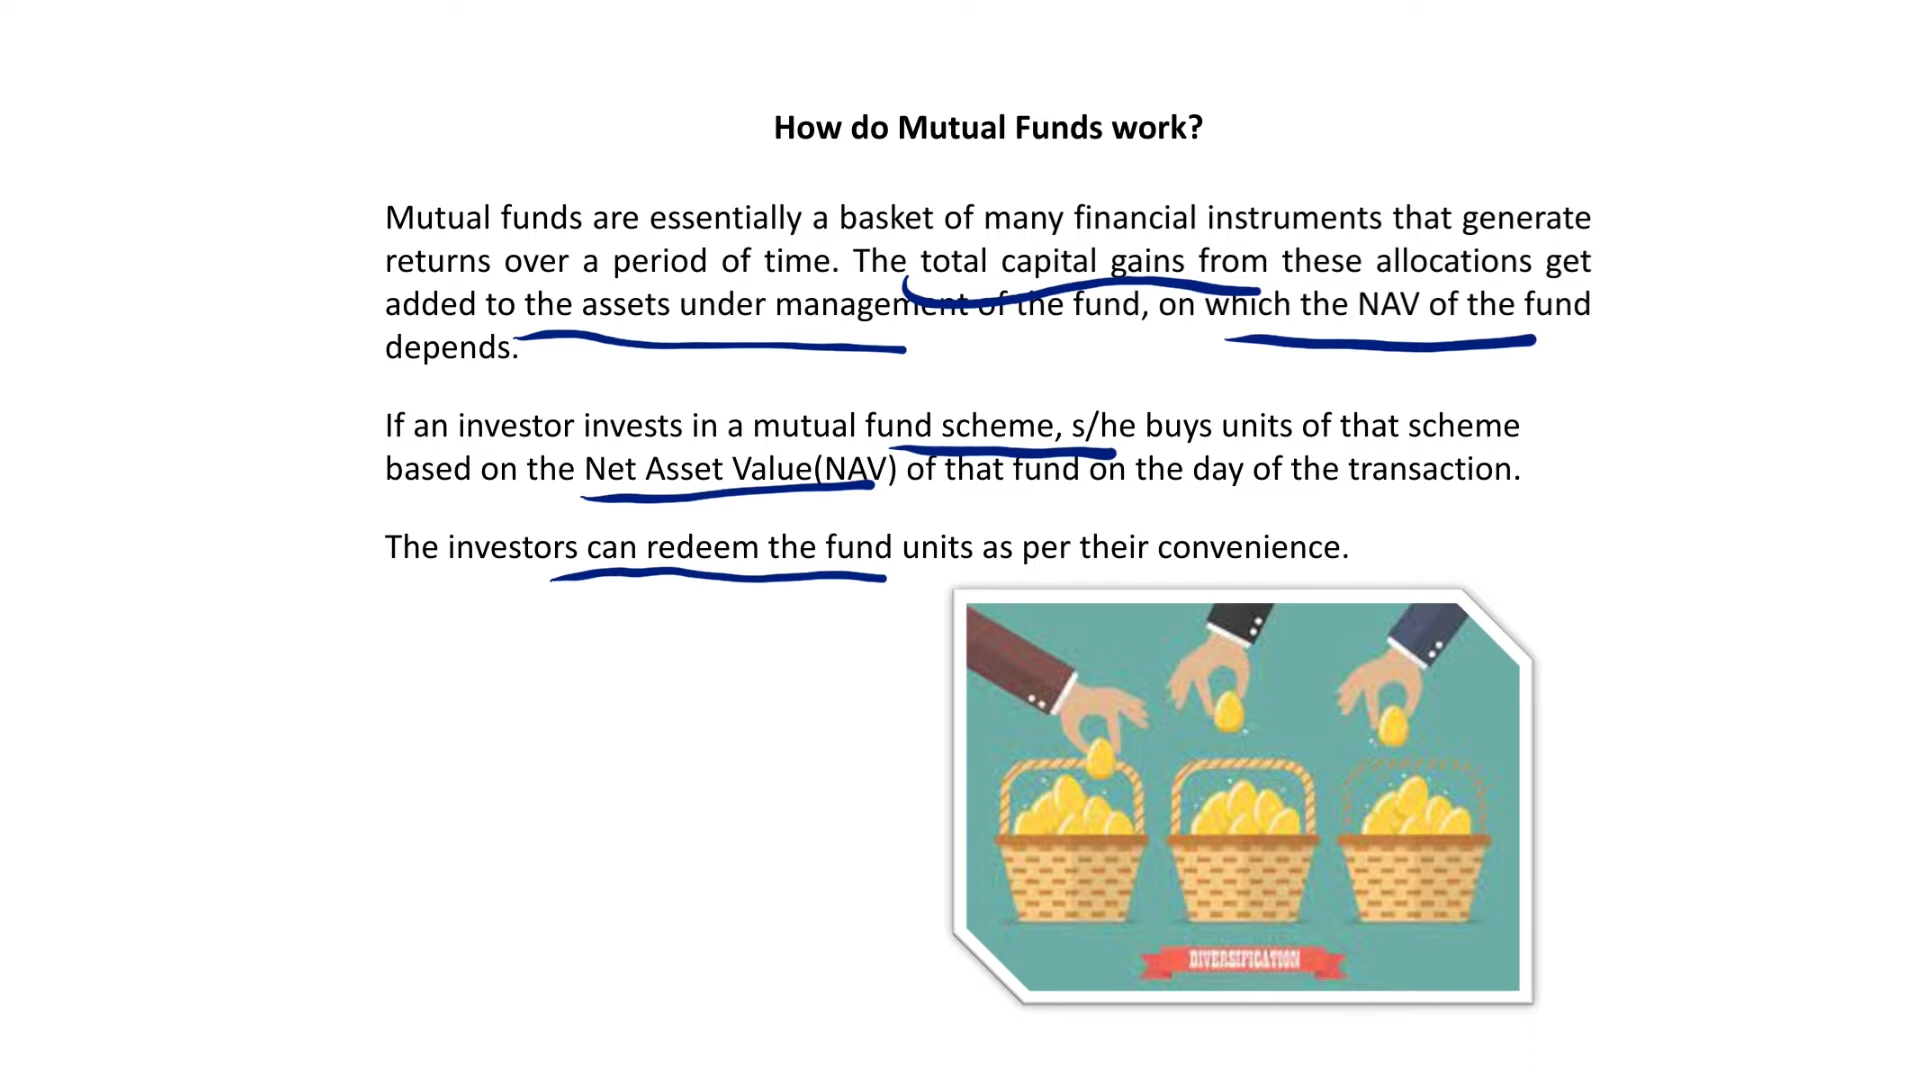 How do Mutual Funds work?
Mutual funds are essentially a basket of many financial instruments that generate
returns over a period of time. The total capital gains from these allocations get
added to the assets under management of the fund, on which the NAV of the fund
depends.
If an investor invests in a mutual fund scheme, s/he buys units of that scheme
based on the Net Asset Value(NAV) of that fund on the day of the transaction.
The investors can redeem the fund units as per their convenience.
DIVERSIFICATION